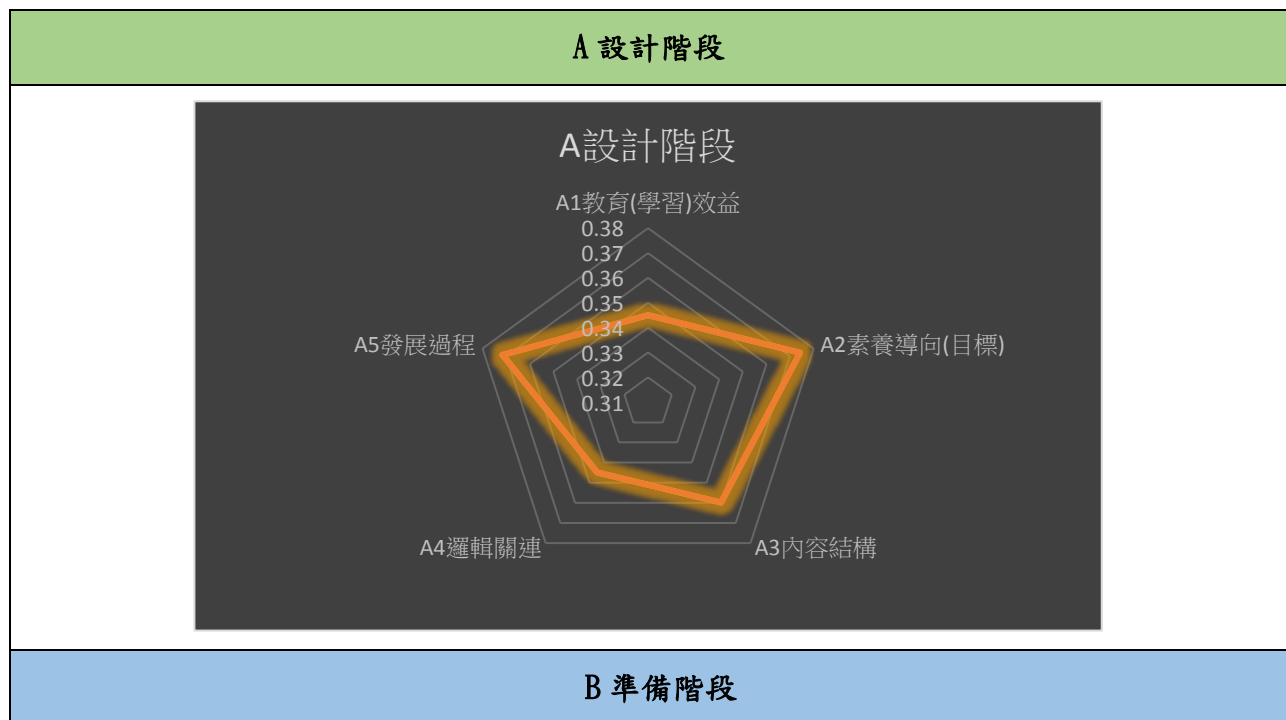 A 設計階段
A設計階段
A1教育(學習)效益
0.38
0.37
0.36
0.35
0.34
0.33
0.32
0.31
A2素養導向(目標)
A5發展過程
A4邏輯關連
A3內容結構
B 準備階段